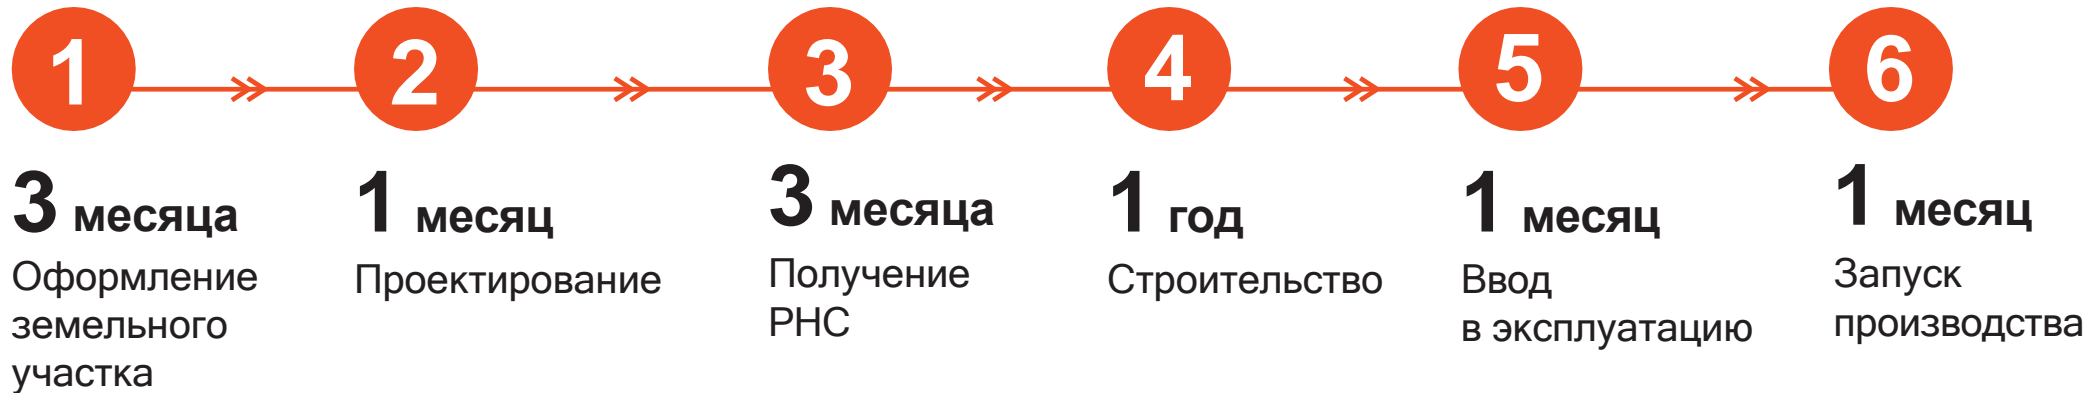 1
2
3
4
5
6
3 месяца
Оформление
земельного
участка
1 месяц
Проектирование
3 месяца
Получение
РНС
1 год
Строительство
1 месяц
Ввод
в эксплуатацию
1 месяц
Запуск
производства